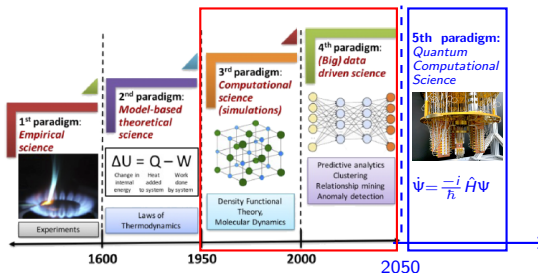 1st paradigm:
Empirical
science
Experiments
2nd paradigm:
Model-based
theoretical
science
ΔU = Q – W
Change in internal energy
Heat added to system
Work done by system
Laws of
Thermodynamics
3rd paradigm:
Computational
science
(simulations)
Density Functional
Theory,
Molecular Dynamics
4th paradigm:
(Big) data
driven science
Predictive analytics
Clustering
Relationship mining
Anomaly detection
5th paradigm:
Quantum
Computational
Science
Ψ̇=−i/ħ ĤΨ
1600
1950
2000
2050